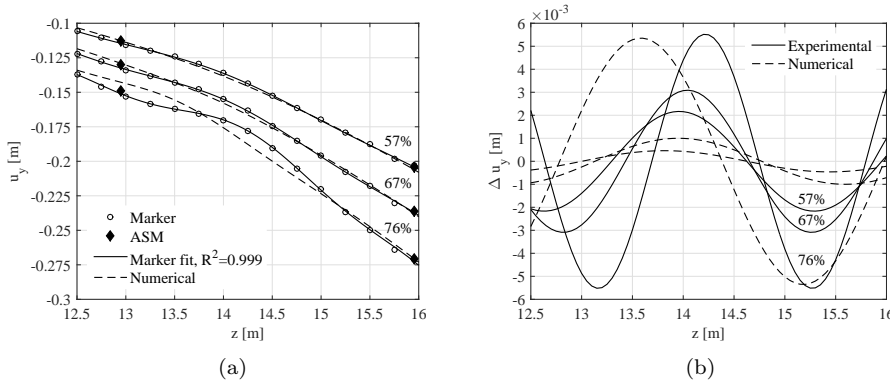 -0.1
-0.125
-0.15
-0.175
-0.2
-0.225
-0.25
-0.275
-0.3
u_y [m]
57%
67%
76%
Marker
ASM
Marker fit, R²=0.999
Numerical
12.5 13 13.5 14 14.5 15 15.5 16
z [m]
(a)
×10⁻³
6
5
4
3
2
1
0
-1
-2
-3
-4
-5
-6
Δ u_y [m]
Experimental
Numerical
57%
67%
76%
12.5 13 13.5 14 14.5 15 15.5 16
z [m]
(b)